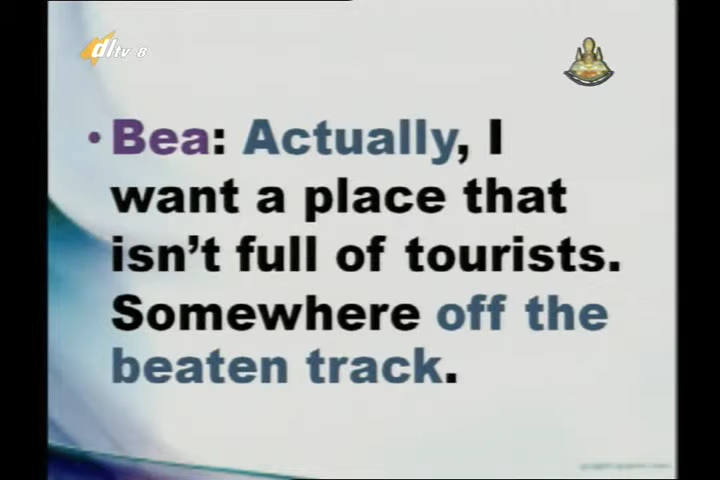 dltv 8
• Bea: Actually, I
want a place that
isn't full of tourists.
Somewhere off the
beaten track.